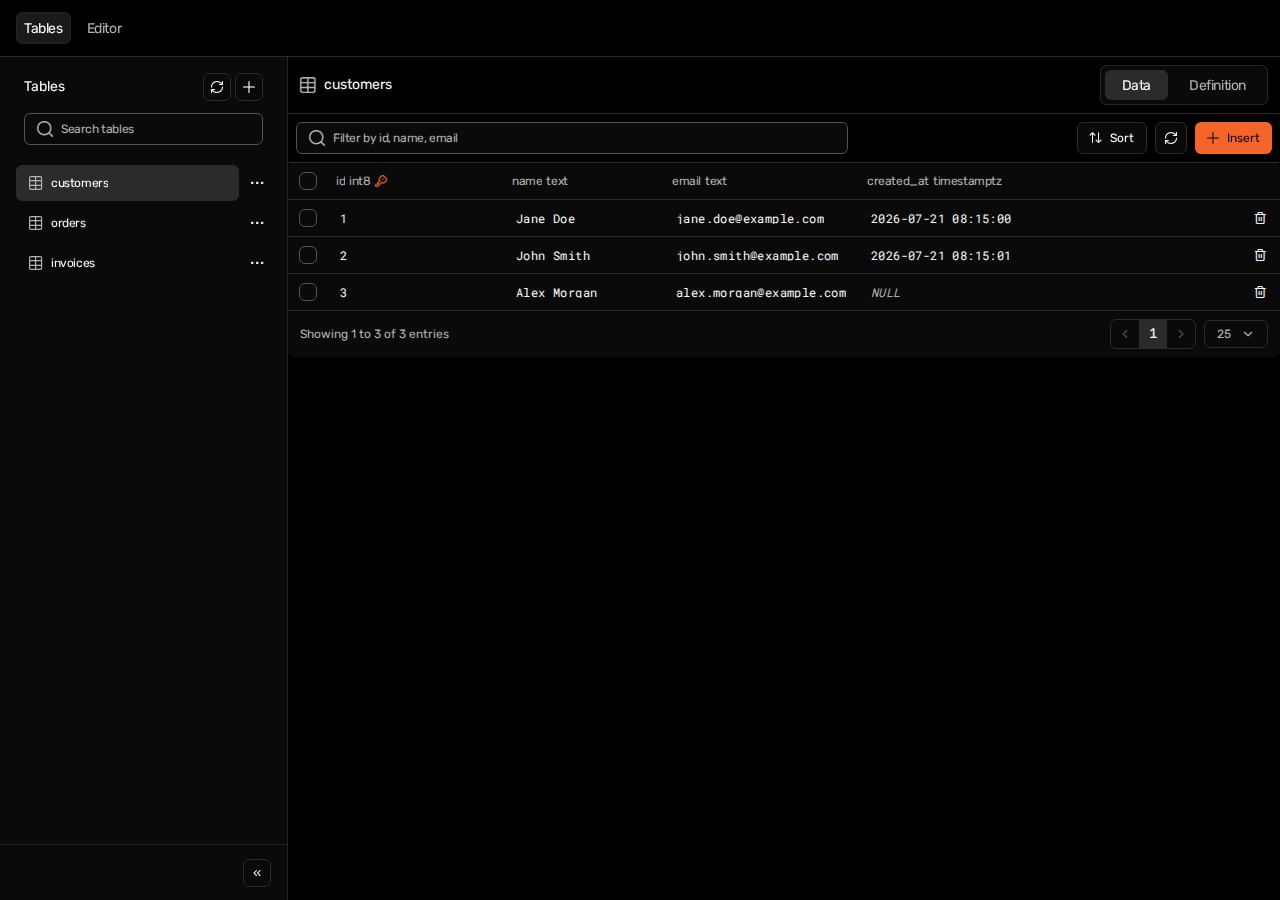 Tables Editor
Tables
Search tables
customers
orders
invoices
customers
Data Definition
Filter by id, name, email
Sort Insert
id int8 name text email text created_at timestamptz
1 Jane Doe jane.doe@example.com 2026-07-21 08:15:00
2 John Smith john.smith@example.com 2026-07-21 08:15:01
3 Alex Morgan alex.morgan@example.com NULL
Showing 1 to 3 of 3 entries
1 25